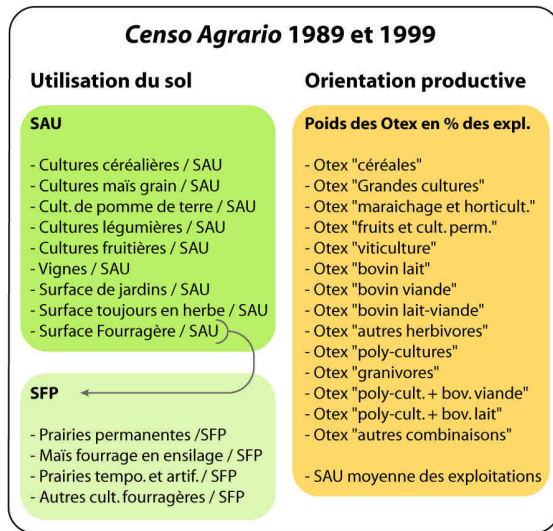 Censo Agrario 1989 et 1999
Utilisation du sol
SAU
- Cultures céréalières / SAU
- Cultures maïs grain / SAU
- Cult. de pomme de terre / SAU
- Cultures légumières / SAU
- Cultures fruitières / SAU
- Vignes / SAU
- Surface de jardins / SAU
- Surface toujours en herbe / SAU
- Surface Fourragère / SAU
SFP
- Prairies permanentes /SFP
- Maïs fourrage en ensilage / SFP
- Prairies tempo. et artif. / SFP
- Autres cult. fourragères / SFP
Orientation productive
Poids des Otex en % des expl.
- Otex "céréales"
- Otex "Grandes cultures"
- Otex "maraichage et horticult."
- Otex "fruits et cult. perm."
- Otex "viticulture"
- Otex "bovin lait"
- Otex "bovin viande"
- Otex "bovin lait-viande"
- Otex "autres herbivores"
- Otex "poly-cultures"
- Otex "granivores"
- Otex "poly-cult. + bov. viande"
- Otex "poly-cult. + bov. lait"
- Otex "autres combinaisons"
- SAU moyenne des exploitations